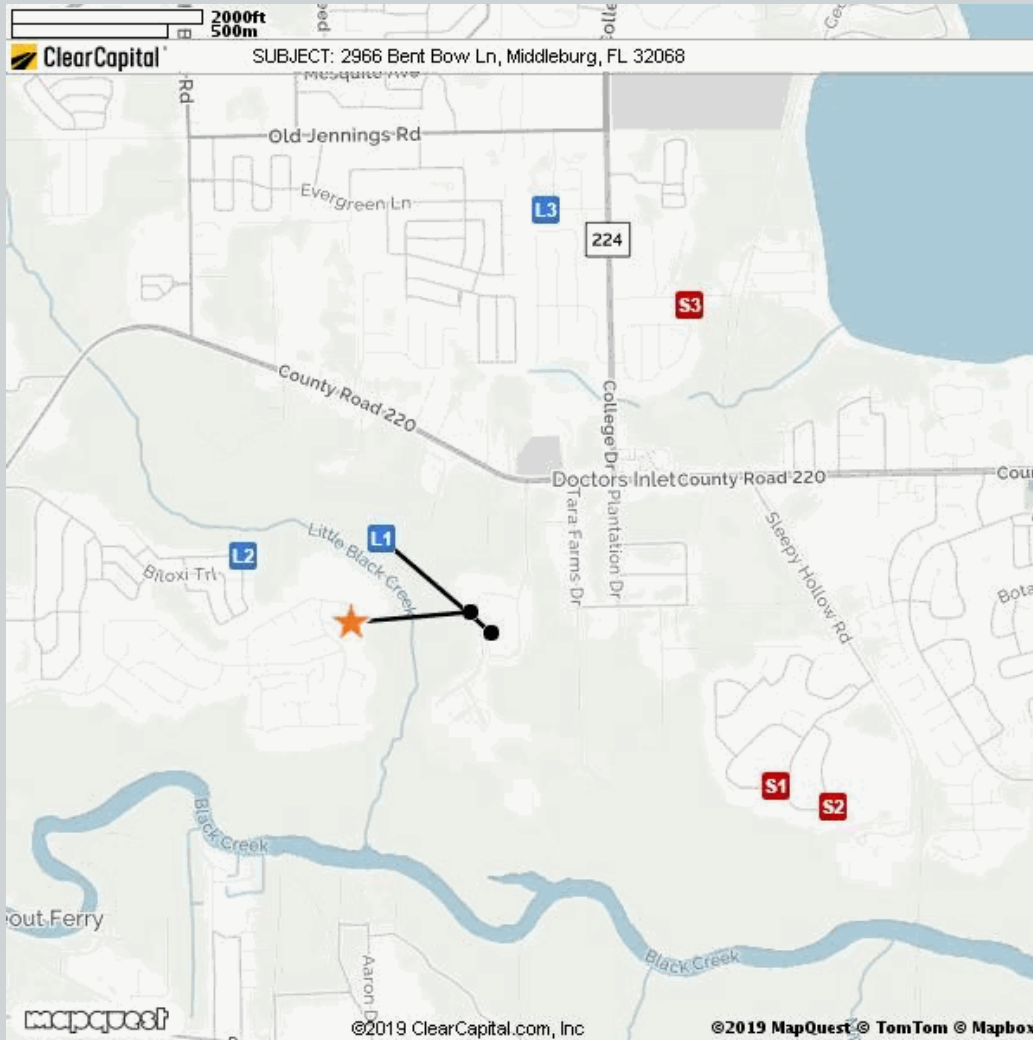 2000ft
500m
ClearCapital
SUBJECT: 2966 Bent Bow Ln, Middleburg, FL 32068
Rd
Mesquite Ave
Old Jennings Rd
Evergreen Ln
L3
224
S3
County Road 220
College Dr
Doctors Inlet
County Road 220
Tara Farms Dr
Plantation Dr
Sleepy Hollow Rd
L1
L2
Little Black Creek
Biloxi Trl
S1
S2
Black Creek
Black Creek
Ferry
Aaron
mapquest
©2019 ClearCapital.com, Inc
©2019 MapQuest © TomTom © Mapbox